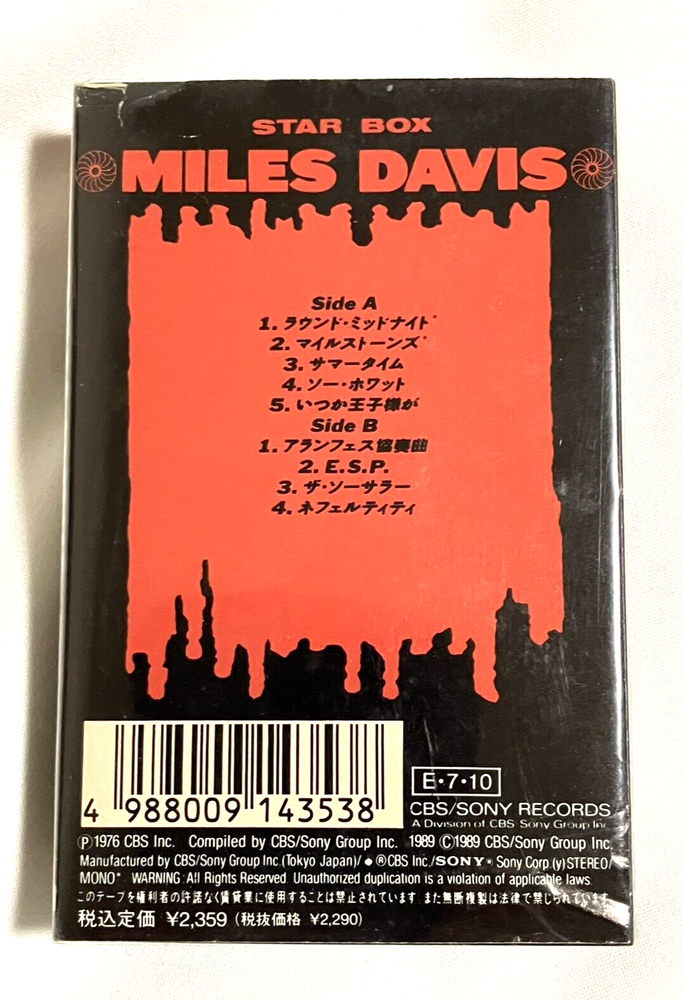 STAR BOX
MILES DAVIS
Side A
1. ラウンド・ミッドナイト*
2. マイルストーンズ*
3. サマータイム
4. ソー・ホワット
5. いつか王子様が
Side B
1. アランフェス協奏曲
2. E.S.P.
3. ザ・ソーサラー
4. ネフェルティティ
4 988009 143538
E・7・10
CBS/SONY RECORDS
A Division of CBS Sony Group Inc.
Ⓟ1976 CBS Inc. Compiled by CBS/Sony Group Inc. 1989 Ⓒ1989 CBS/Sony Group Inc.
Manufactured by CBS/Sony Group Inc. (Tokyo Japan)/ ◆ ®CBS Inc./SONY® Sony Corp. (y) STEREO/
MONO* WARNING: All Rights Reserved. Unauthorized duplication is a violation of applicable laws.
このテープを権利者の許諾なく賃貸業に使用することは禁止されています。また無断複製は法律で禁じられています。
税込定価 ¥2,359 (税抜価格 ¥2,290)